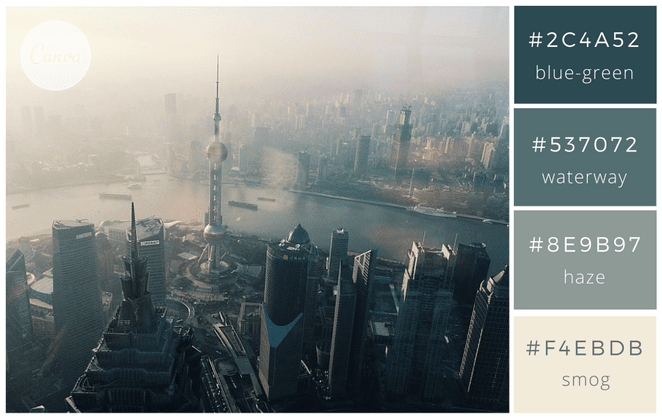 Canva
#2C4A52
blue-green
#537072
waterway
#8E9B97
haze
#F4EBDB
smog